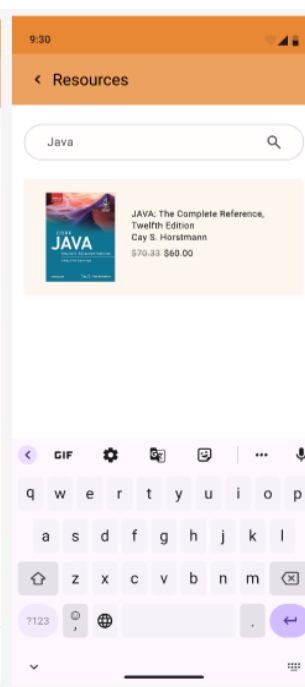 9:30
Resources
Java
CORE
JAVA
JAVA: The Complete Reference,
Twelfth Edition
Cay S. Horstmann
$70.33 $60.00
GIF
q w e r t y u i o p
a s d f g h j k l
z x c v b n m
?123 , .